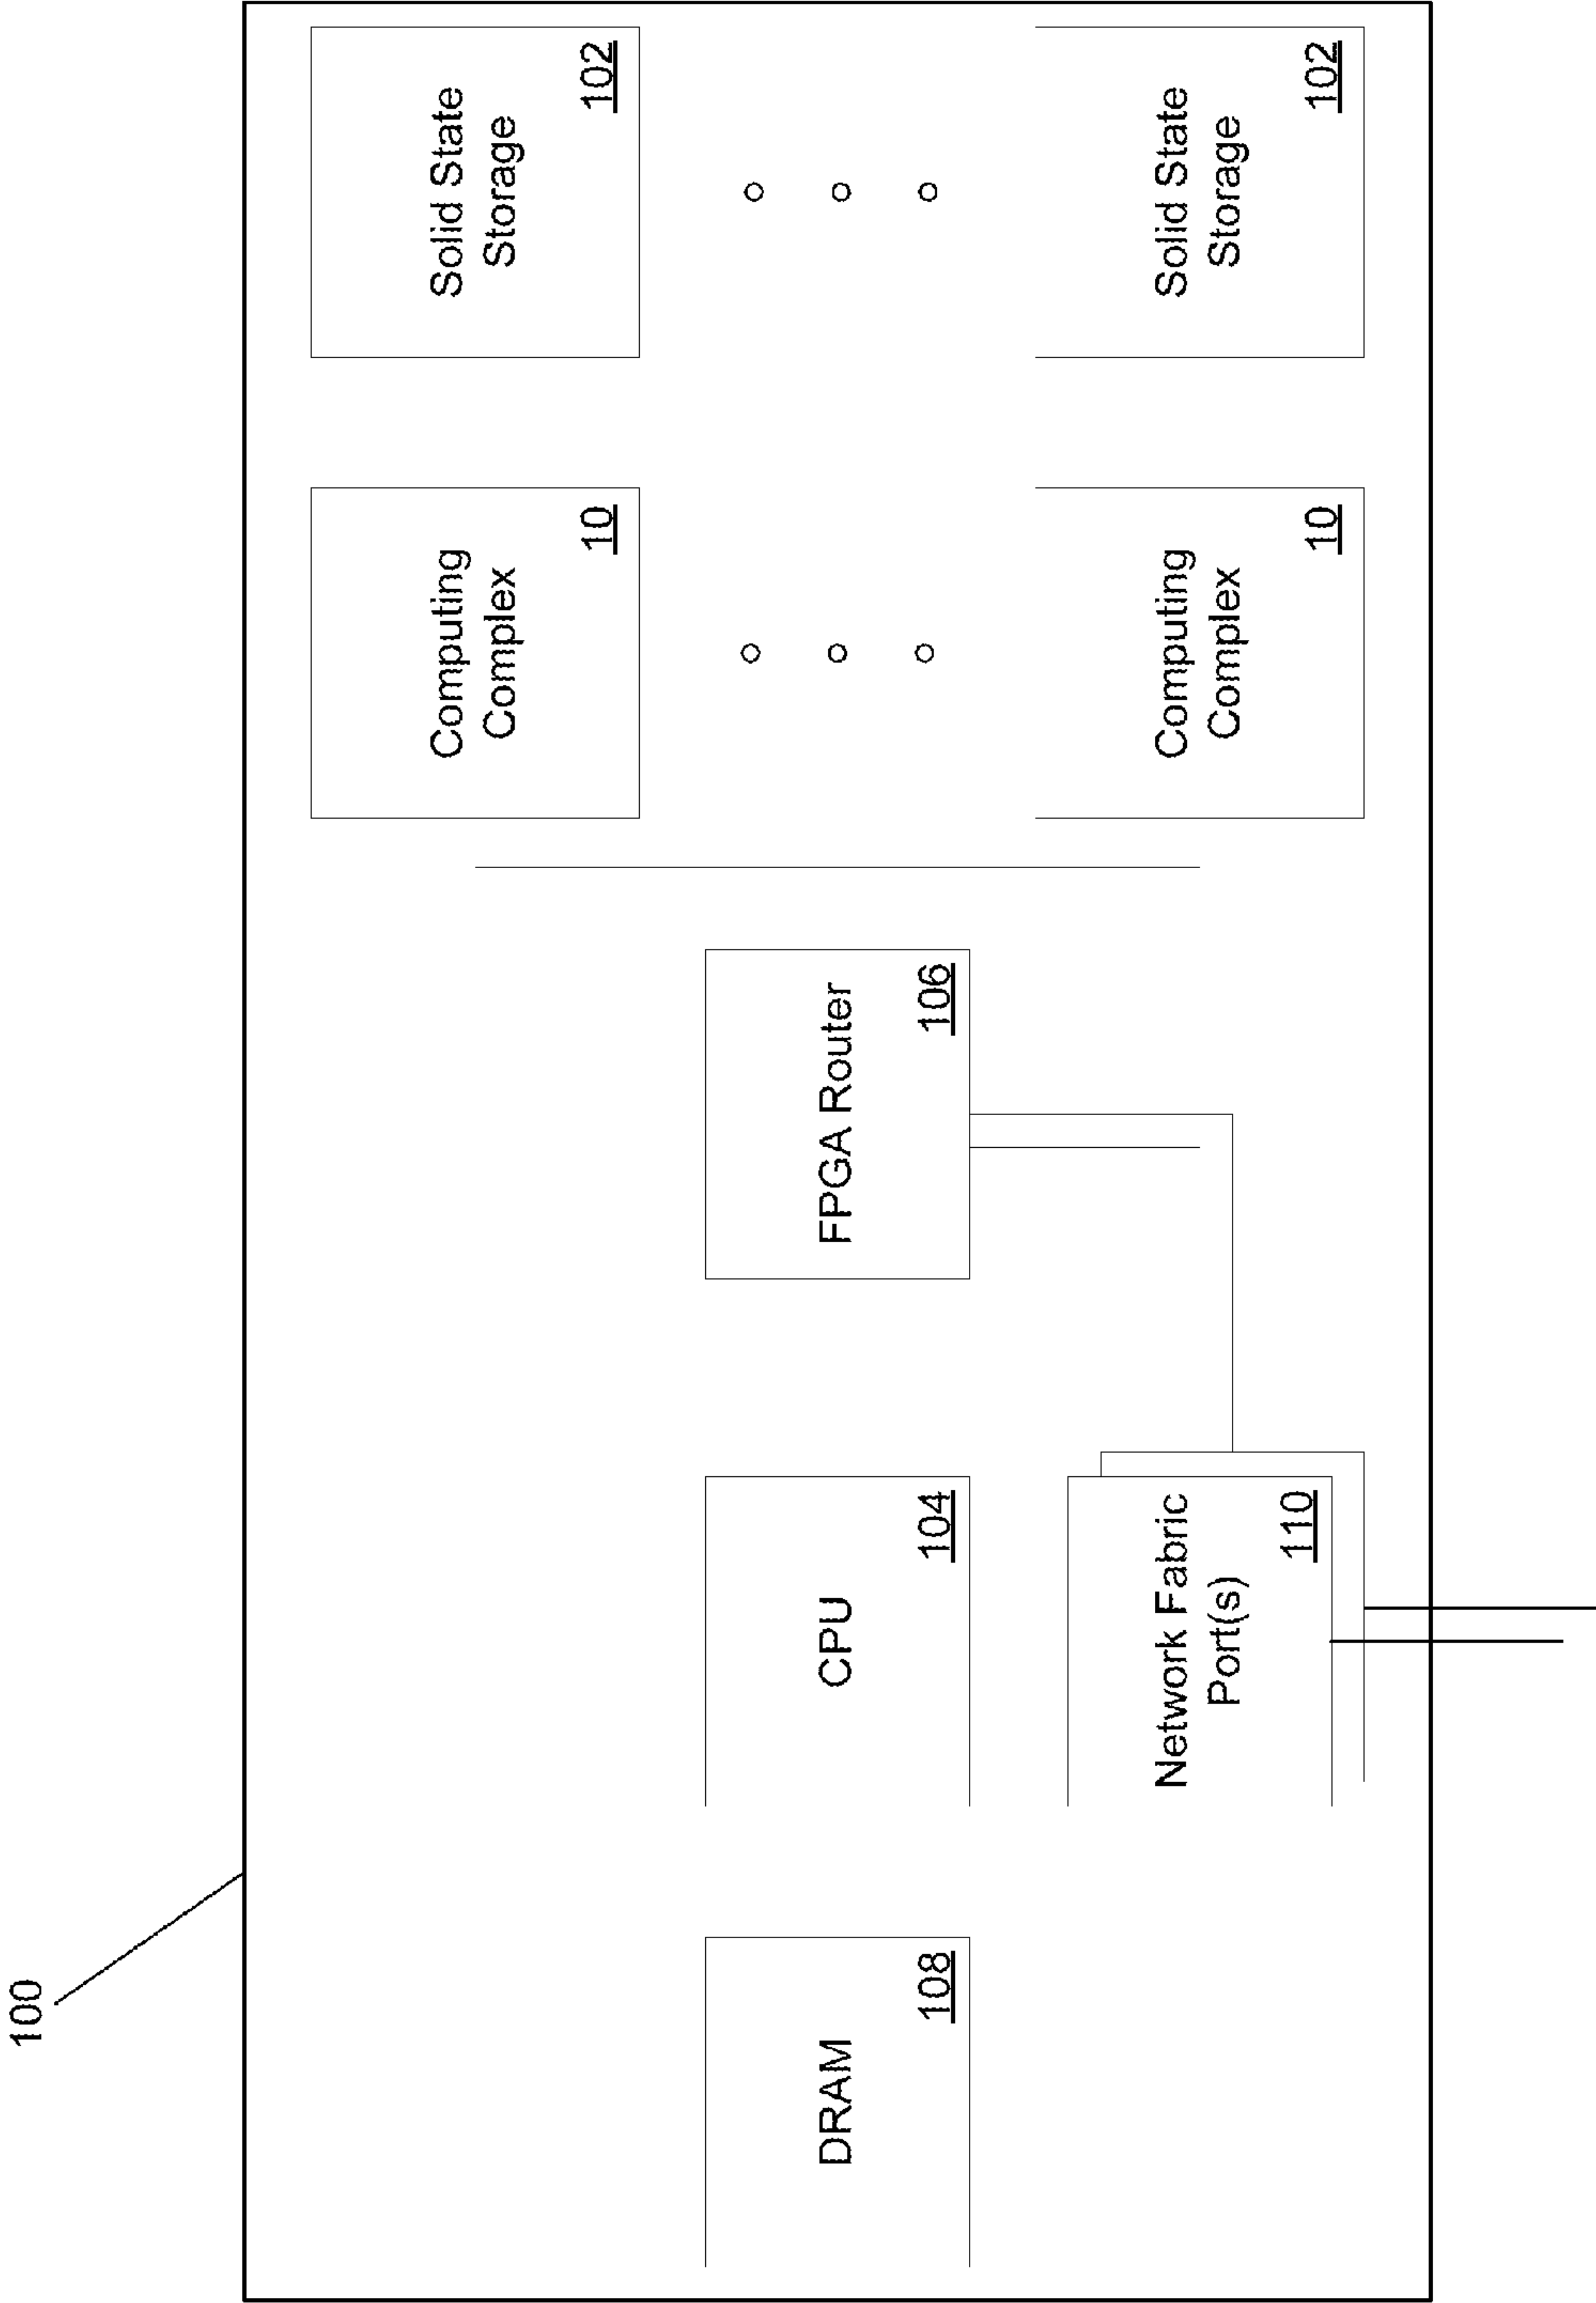 100
DRAM
108
CPU
104
Network Fabric
Port(s)
110
FPGA Router
106
Computing
Complex
10
Computing
Complex
10
Solid State
Storage
102
Solid State
Storage
102